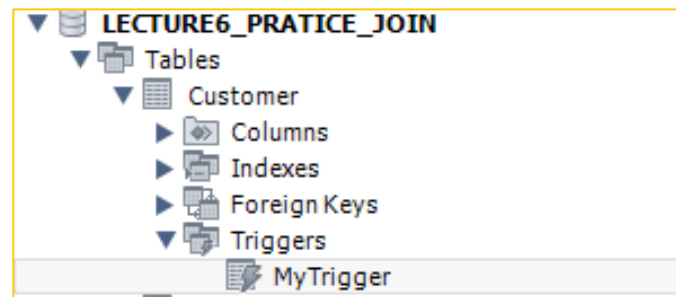 LECTURE6_PRATICE_JOIN
Tables
Customer
Columns
Indexes
Foreign Keys
Triggers
MyTrigger